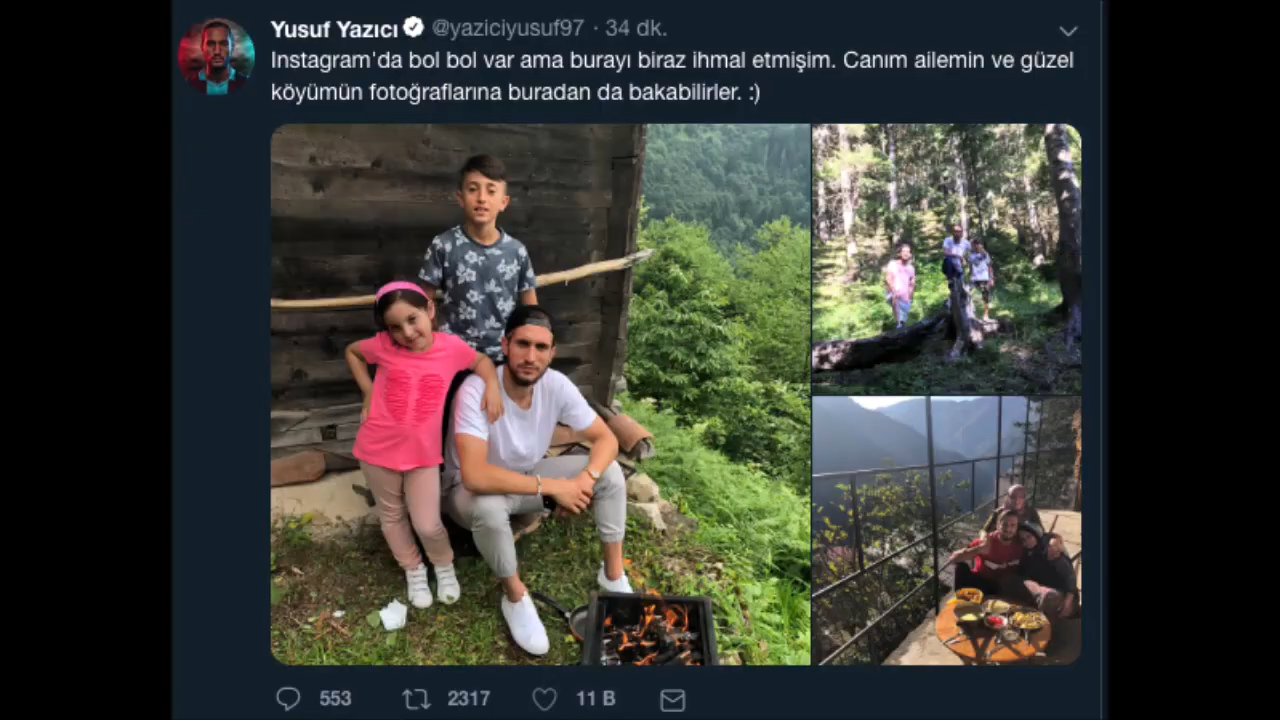 Yusuf Yazıcı @yaziciyusuf97 · 34 dk.
Instagram'da bol bol var ama burayı biraz ihmal etmişim. Canım ailemin ve güzel
köyümün fotoğraflarına buradan da bakabilirler. :)
553 2317 11 B